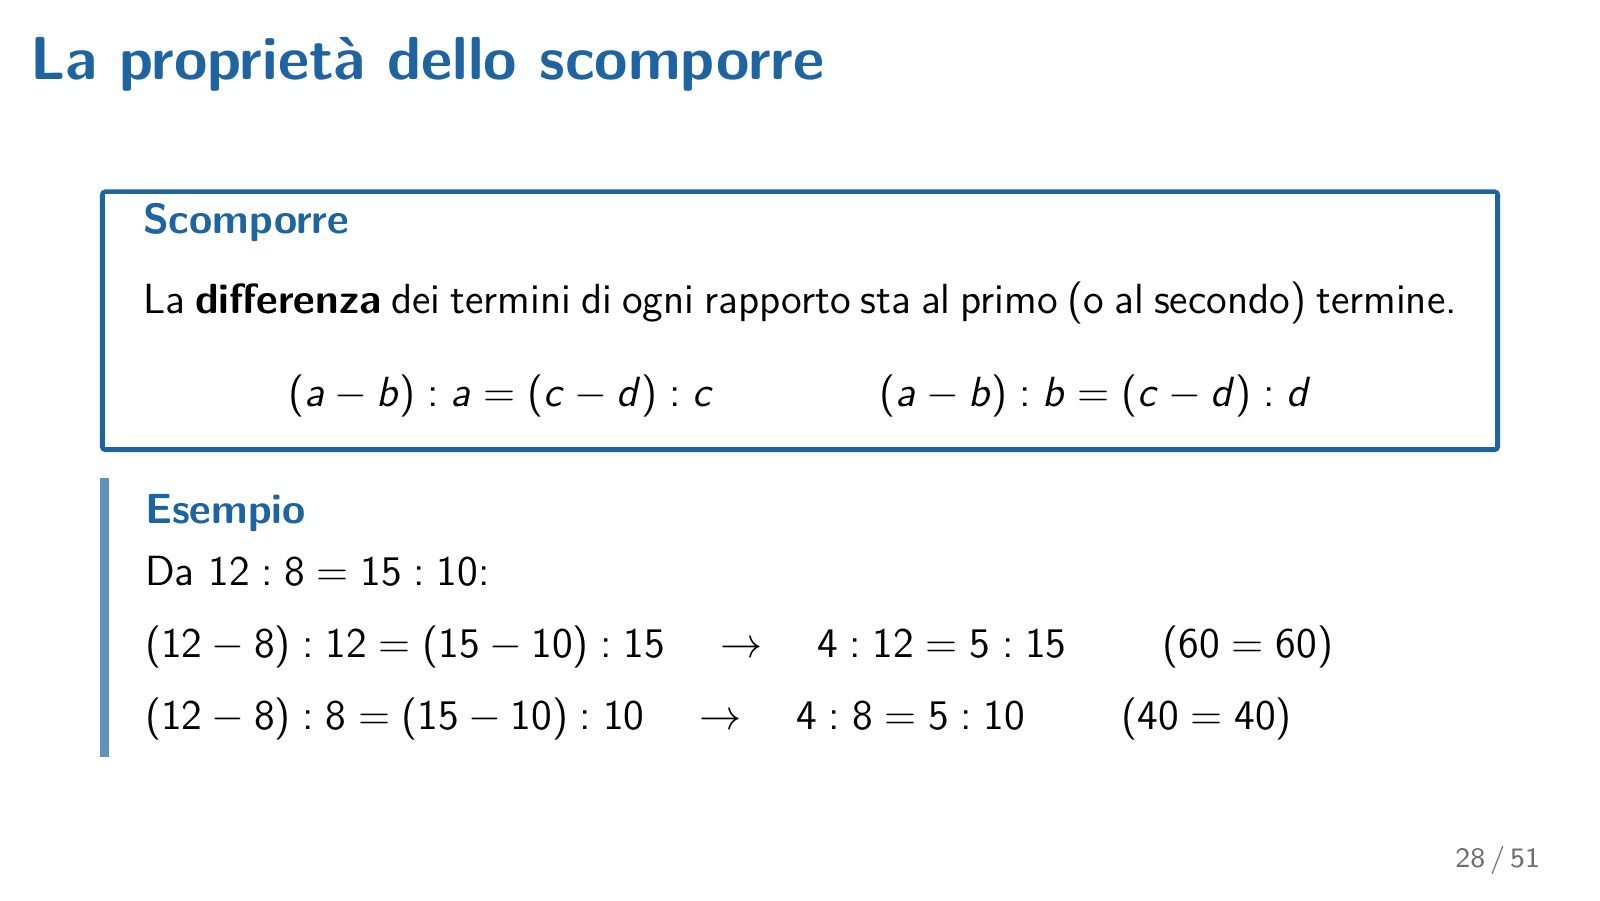 La proprietà dello scomporre
Scomporre
La differenza dei termini di ogni rapporto sta al primo (o al secondo) termine.
(a − b) : a = (c − d) : c (a − b) : b = (c − d) : d
Esempio
Da 12 : 8 = 15 : 10:
(12 − 8) : 12 = (15 − 10) : 15 → 4 : 12 = 5 : 15 (60 = 60)
(12 − 8) : 8 = (15 − 10) : 10 → 4 : 8 = 5 : 10 (40 = 40)
28 / 51